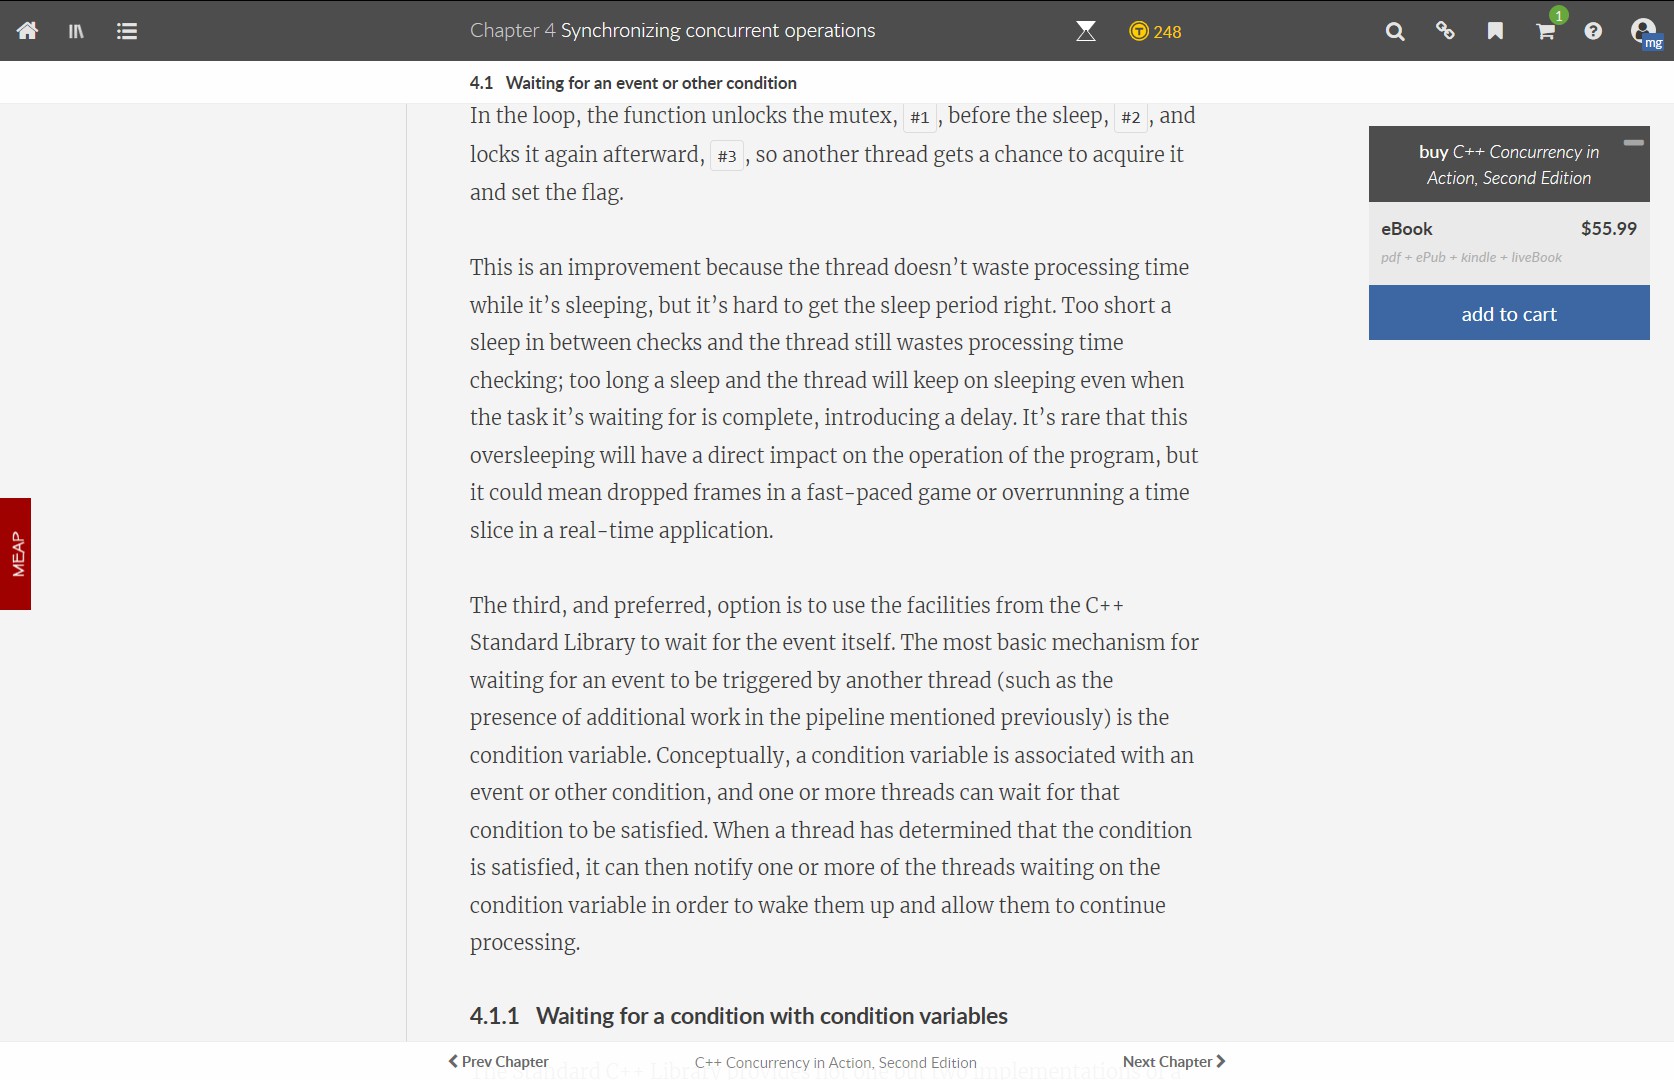 Chapter 4 Synchronizing concurrent operations
248
1
mg
4.1 Waiting for an event or other condition
In the loop, the function unlocks the mutex, #1 , before the sleep, #2 , and
locks it again afterward, #3 , so another thread gets a chance to acquire it
and set the flag.
This is an improvement because the thread doesn’t waste processing time
while it’s sleeping, but it’s hard to get the sleep period right. Too short a
sleep in between checks and the thread still wastes processing time
checking; too long a sleep and the thread will keep on sleeping even when
the task it’s waiting for is complete, introducing a delay. It’s rare that this
oversleeping will have a direct impact on the operation of the program, but
it could mean dropped frames in a fast-paced game or overrunning a time
slice in a real-time application.
The third, and preferred, option is to use the facilities from the C++
Standard Library to wait for the event itself. The most basic mechanism for
waiting for an event to be triggered by another thread (such as the
presence of additional work in the pipeline mentioned previously) is the
condition variable. Conceptually, a condition variable is associated with an
event or other condition, and one or more threads can wait for that
condition to be satisfied. When a thread has determined that the condition
is satisfied, it can then notify one or more of the threads waiting on the
condition variable in order to wake them up and allow them to continue
processing.
4.1.1 Waiting for a condition with condition variables
The Standard C++ Library provides not one but two implementations of a
buy C++ Concurrency in
Action, Second Edition
eBook $55.99
pdf + ePub + kindle + liveBook
add to cart
MEAP
Prev Chapter
C++ Concurrency in Action, Second Edition
Next Chapter